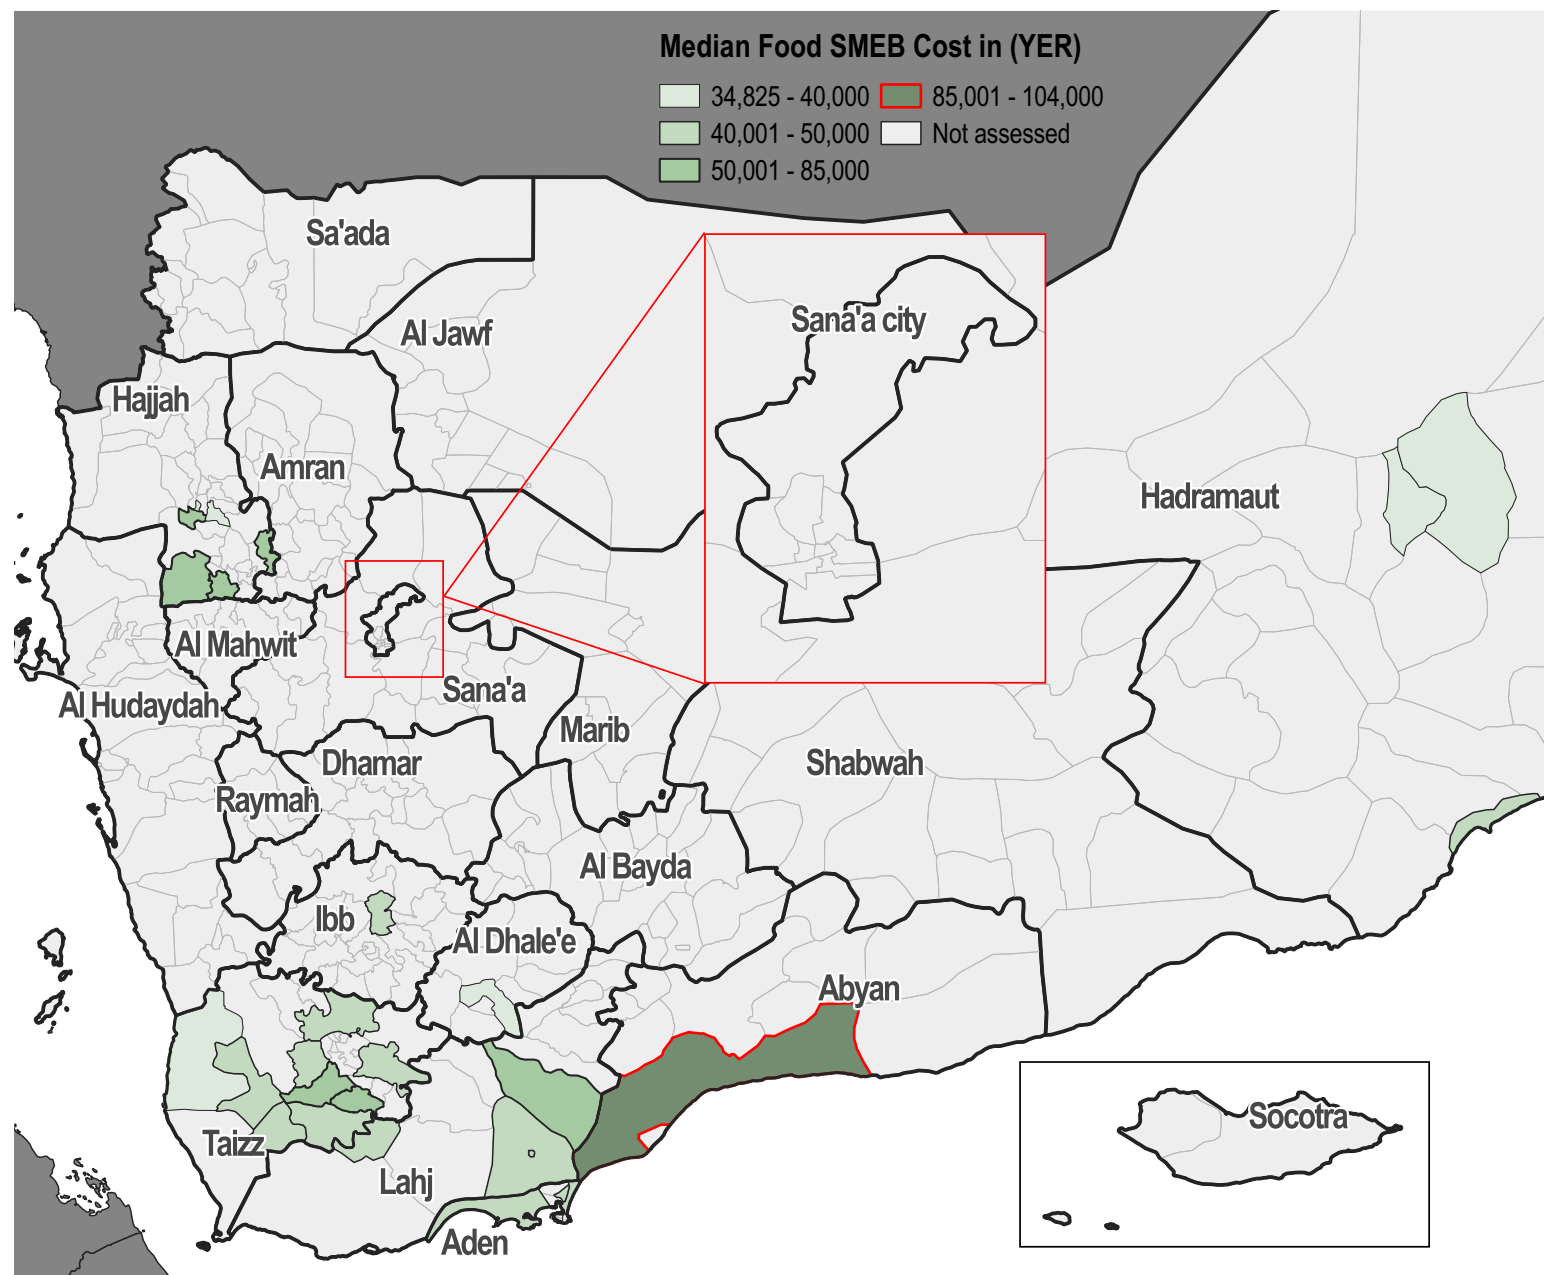 Median Food SMEB Cost in (YER)
34,825 - 40,000
85,001 - 104,000
40,001 - 50,000
Not assessed
50,001 - 85,000
Sa'ada
Al Jawf
Sana'a city
Hajjah
Amran
Hadramaut
Al Mahwit
Sana'a
Al Hudaydah
Marib
Dhamar
Shabwah
Raymah
Al Bayda
Ibb
Al Dhale'e
Abyan
Socotra
Taizz
Lahj
Aden